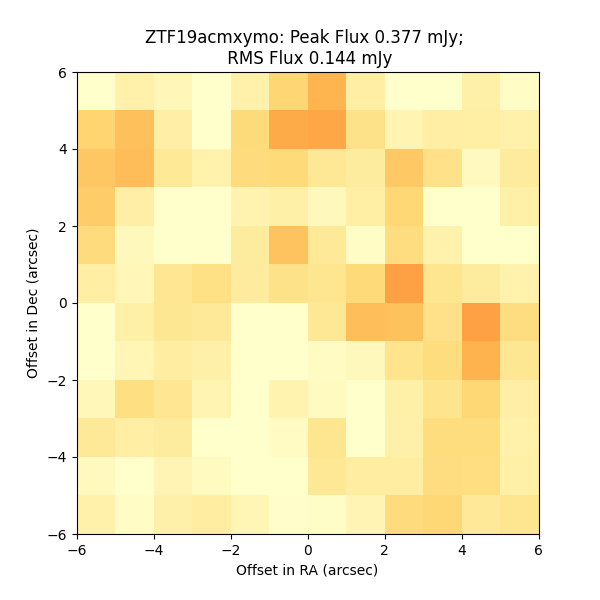 ZTF19acmxymo: Peak Flux 0.377 mJy;
RMS Flux 0.144 mJy
6
4
2
0
−2
−4
−6
Offset in Dec (arcsec)
−6 −4 −2 0 2 4 6
Offset in RA (arcsec)